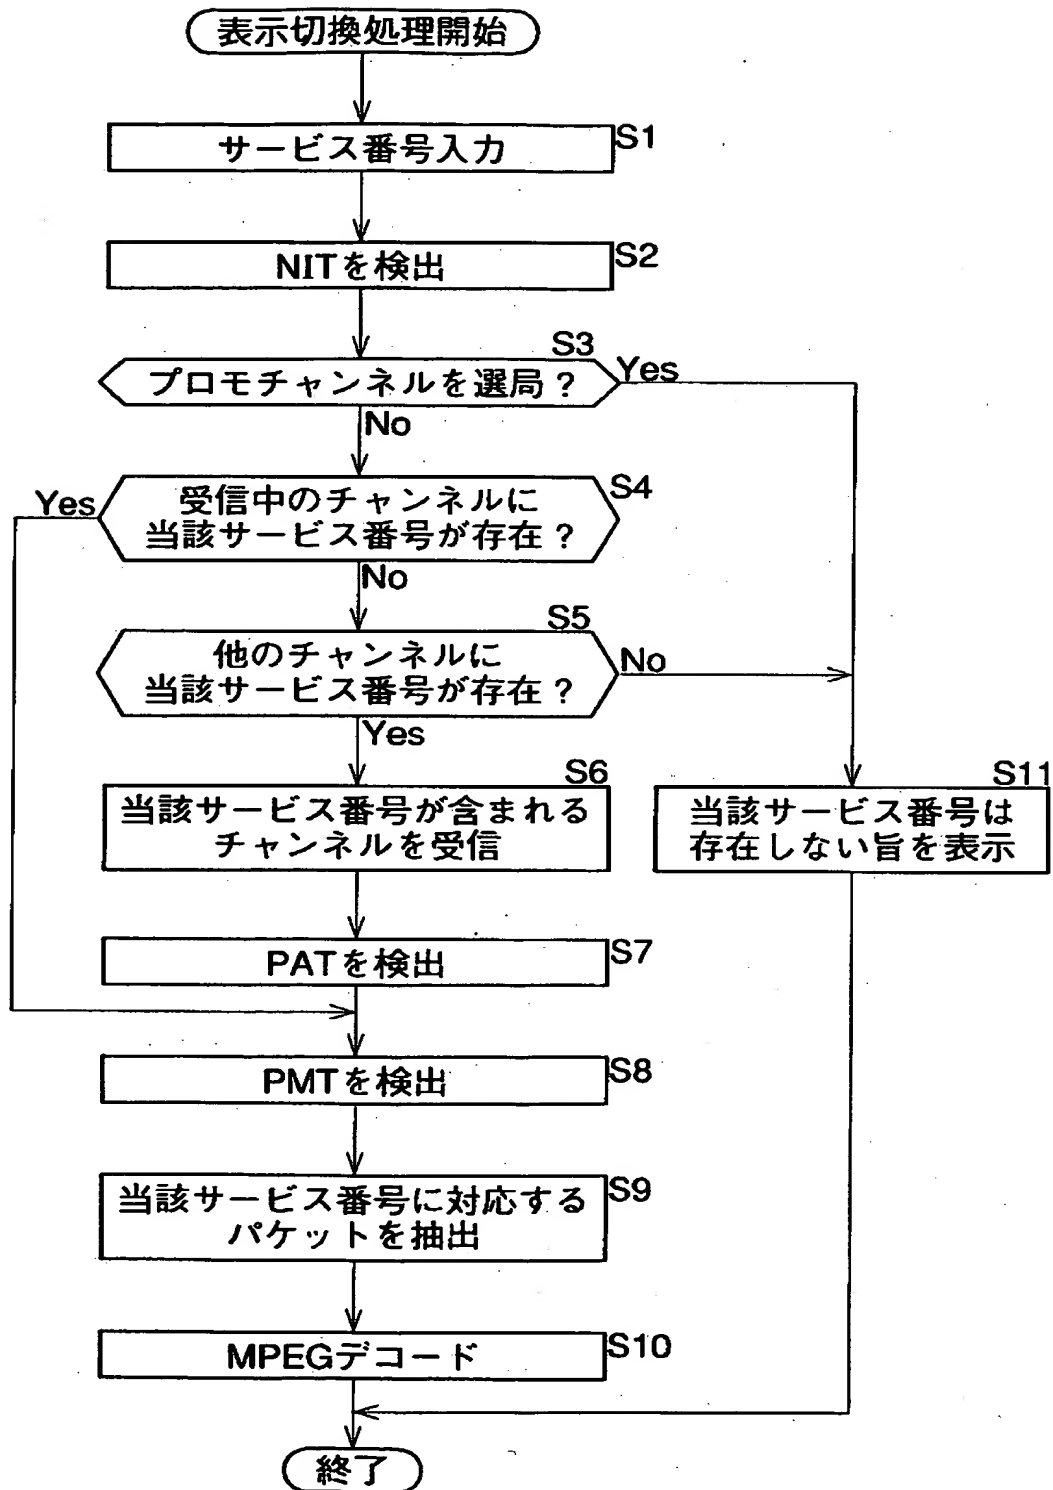 表示切換処理開始
サービス番号入力
S1
NITを検出
S2
S3
プロモチャンネルを選局?
Yes
No
Yes
受信中のチャンネルに
当該サービス番号が存在?
S4
No
S5
他のチャンネルに
当該サービス番号が存在?
No
Yes
S6
当該サービス番号が含まれる
チャンネルを受信
S11
当該サービス番号は
存在しない旨を表示
PATを検出
S7
PMTを検出
S8
当該サービス番号に対応する
パケットを抽出
S9
MPEGデコード
S10
終了